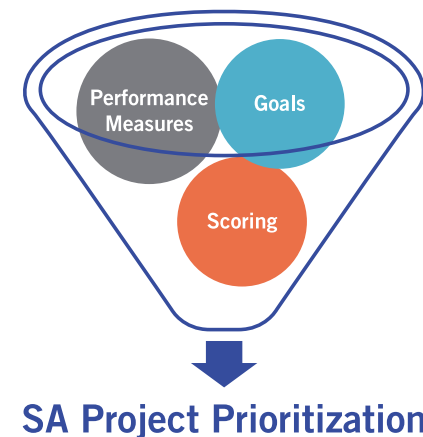 Performance
Measures
Goals
Scoring
SA Project Prioritization